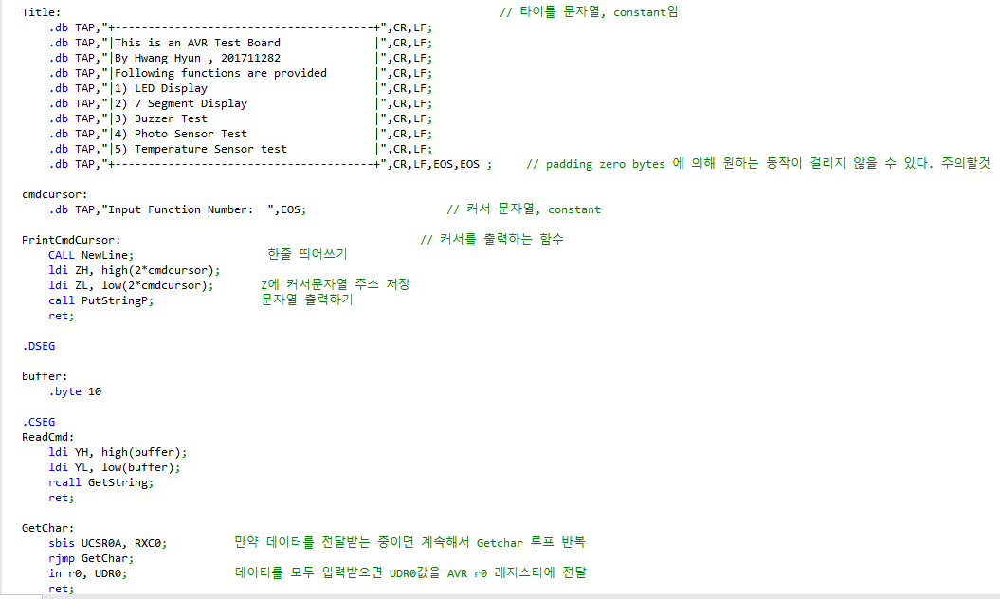 Title: // 타이틀 문자열, constant임
.db TAP,"+---------------------------------------+",CR,LF;
.db TAP,"|This is an AVR Test Board              |",CR,LF;
.db TAP,"|By Hwang Hyun , 201711282              |",CR,LF;
.db TAP,"|Following functions are provided       |",CR,LF;
.db TAP,"|1) LED Display                         |",CR,LF;
.db TAP,"|2) 7 Segment Display                   |",CR,LF;
.db TAP,"|3) Buzzer Test                         |",CR,LF;
.db TAP,"|4) Photo Sensor Test                   |",CR,LF;
.db TAP,"|5) Temperature Sensor test             |",CR,LF;
.db TAP,"+---------------------------------------+",CR,LF,EOS,EOS ; // padding zero bytes 에 의해 원하는 동작이 걸리지 않을 수 있다. 주의할것
cmdcursor:
.db TAP,"Input Function Number:  ",EOS; // 커서 문자열, constant
PrintCmdCursor: // 커서를 출력하는 함수
CALL NewLine; 한줄 띄어쓰기
ldi ZH, high(2*cmdcursor);
ldi ZL, low(2*cmdcursor); Z에 커서문자열 주소 저장
call PutStringP; 문자열 출력하기
ret;
.DSEG
buffer:
.byte 10
.CSEG
ReadCmd:
ldi YH, high(buffer);
ldi YL, low(buffer);
rcall GetString;
ret;
GetChar:
sbis UCSR0A, RXC0; 만약 데이터를 전달받는 중이면 계속해서 Getchar 루프 반복
rjmp GetChar;
in r0, UDR0; 데이터를 모두 입력받으면 UDR0값을 AVR r0 레지스터에 전달
ret;